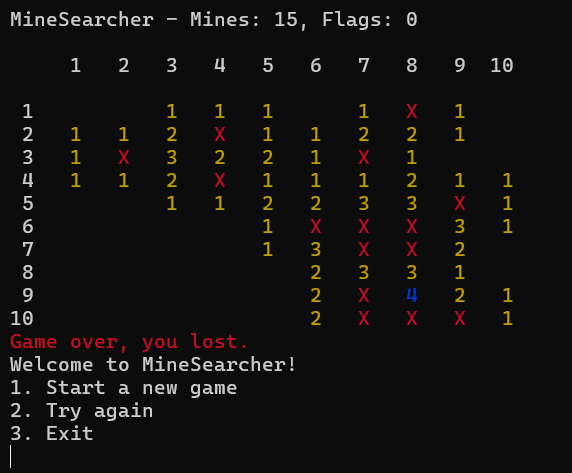 MineSearcher - Mines: 15, Flags: 0
1 2 3 4 5 6 7 8 9 10
1 1 1 1 1 X 1
2 1 1 2 X 1 1 2 2 1
3 1 X 3 2 2 1 X 1
4 1 1 2 X 1 1 1 2 1 1
5 1 1 2 2 3 3 X 1
6 1 X X X 3 1
7 1 3 X X 2
8 2 3 3 1
9 2 X 4 2 1
10 2 X X X 1
Game over, you lost.
Welcome to MineSearcher!
1. Start a new game
2. Try again
3. Exit